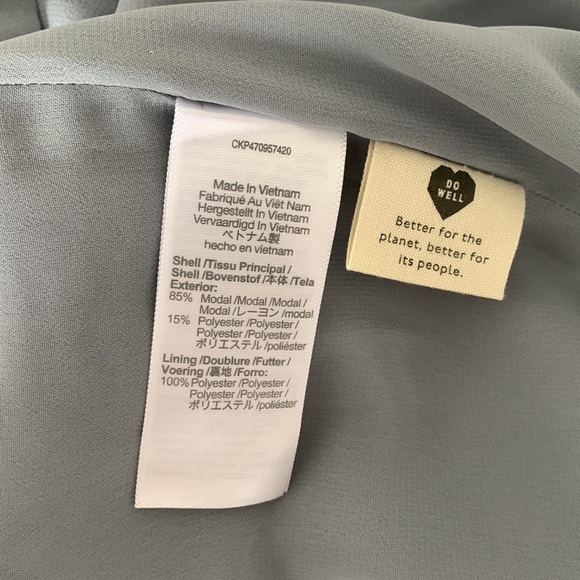 CKP470957420
Made In Vietnam
Fabriqué Au Viêt Nam
Hergestellt In Vietnam
Vervaardigd In Vietnam
ベトナム製
hecho en vietnam
Shell /Tissu Principal /
Shell /Bovenstof /本体 /Tela
Exterior:
85% Modal /Modal /Modal /
Modal /レーヨン /modal
15% Polyester /Polyester /
Polyester /Polyester /
ポリエステル /poliéster
Lining /Doublure /Futter /
Voering /裏地 /Forro:
100% Polyester /Polyester /
Polyester /Polyester /
ポリエステル /poliéster
DO
WELL
Better for the
planet, better for
its people.